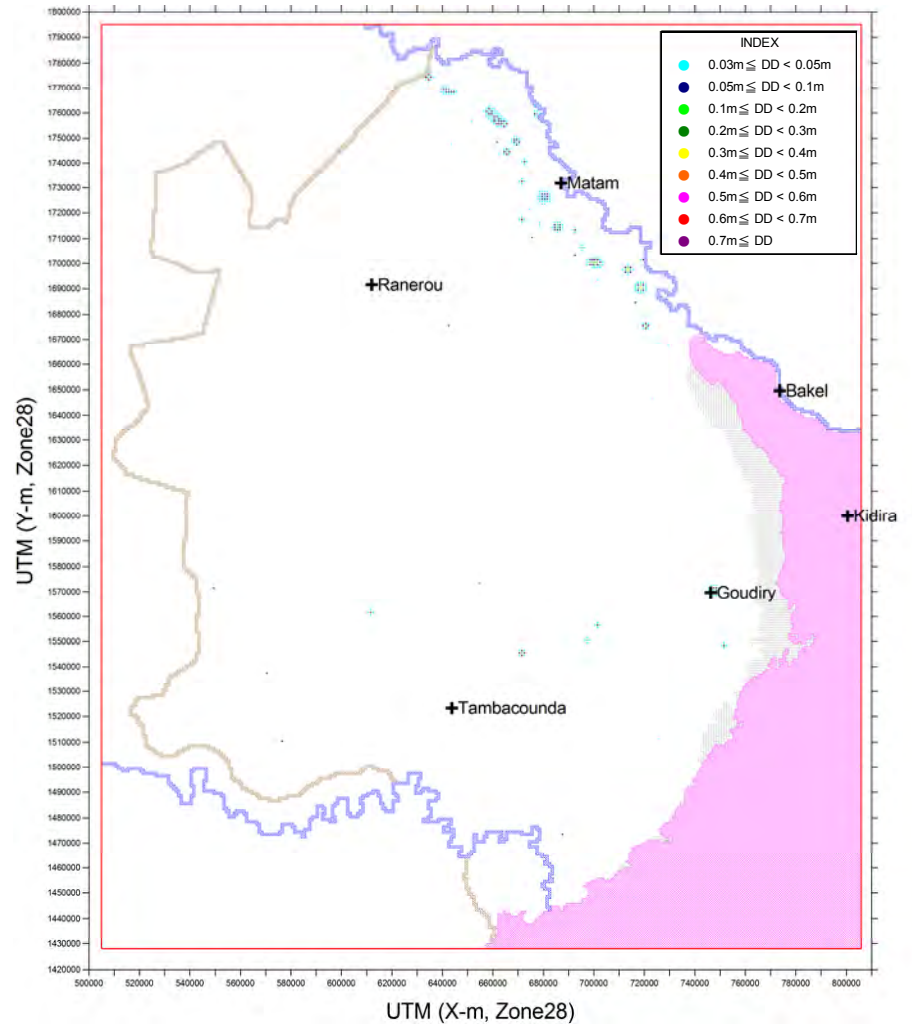 INDEX
0.03m≦ DD < 0.05m
0.05m≦ DD < 0.1m
0.1m≦ DD < 0.2m
0.2m≦ DD < 0.3m
0.3m≦ DD < 0.4m
0.4m≦ DD < 0.5m
0.5m≦ DD < 0.6m
0.6m≦ DD < 0.7m
0.7m≦ DD
Matam
Ranerou
Bakel
Kidira
Goudiry
Tambacounda
UTM (Y-m, Zone28)
1800000
1790000
1780000
1770000
1760000
1750000
1740000
1730000
1720000
1710000
1700000
1690000
1680000
1670000
1660000
1650000
1640000
1630000
1620000
1610000
1600000
1590000
1580000
1570000
1560000
1550000
1540000
1530000
1520000
1510000
1500000
1490000
1480000
1470000
1460000
1450000
1440000
1430000
1420000
500000 520000 540000 560000 580000 600000 620000 640000 660000 680000 700000 720000 740000 760000 780000 800000
UTM (X-m, Zone28)